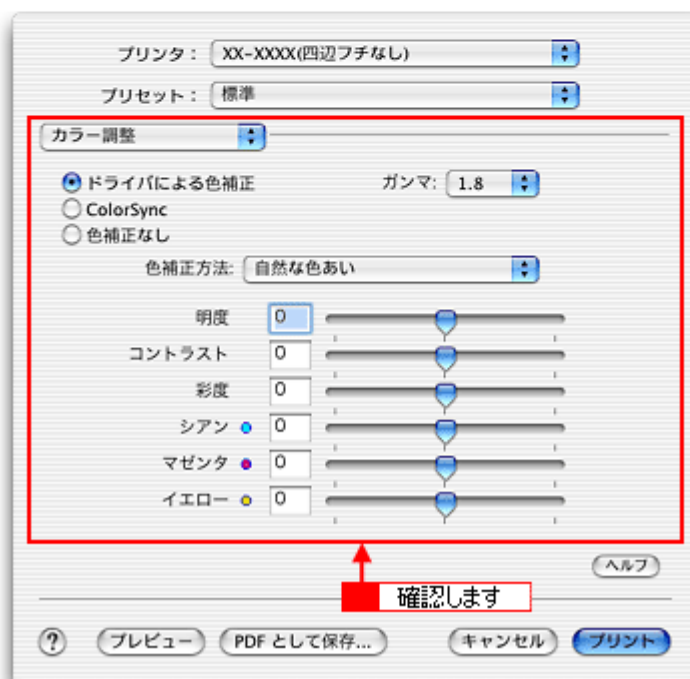 プリンタ： XX-XXXX(四辺フチなし)
プリセット： 標準
カラー調整
ドライバによる色補正 ガンマ: 1.8
ColorSync
色補正なし
色補正方法: 自然な色あい
明度 0
コントラスト 0
彩度 0
シアン 0
マゼンタ 0
イエロー 0
ヘルプ
確認します
? プレビュー PDF として保存... キャンセル プリント